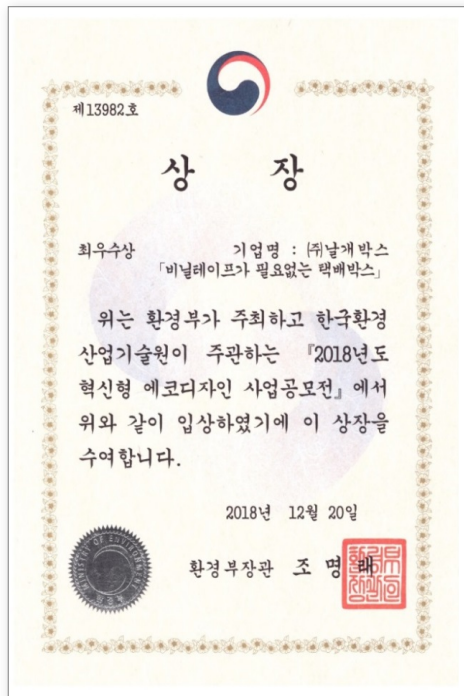 제13982호
상 장
최우수상 기업명 : (주)날개박스
「비닐테이프가 필요없는 택배박스」
위는 환경부가 주최하고 한국환경
산업기술원이 주관하는 『2018년도
혁신형 에코디자인 사업공모전』에서
위와 같이 입상하였기에 이 상장을
수여합니다.
2018년 12월 20일
환경부장관 조 명 래